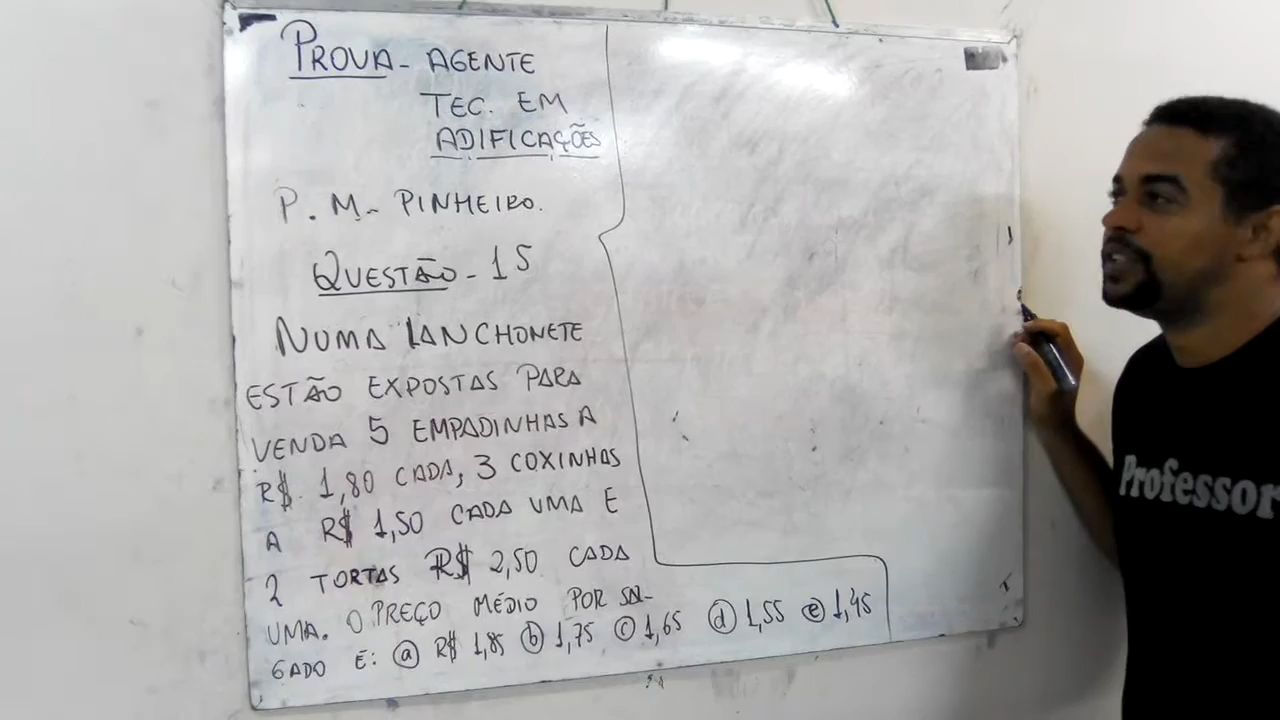 PROVA - AGENTE
TEC. EM
ADIFICAÇÕES
P. M. PINHEIRO.
QUESTÃO - 15
NUMA LANCHONETE
ESTÃO EXPOSTAS PARA
VENDA 5 EMPADINHAS A
R$. 1,80 CADA, 3 COXINHAS
A R$ 1,50 CADA UMA E
2 TORTAS R$ 2,50 CADA
UMA. O PREÇO MÉDIO POR SAL-
GADO É: ⓐ R$ 1,85 ⓑ 1,75 ⓒ 1,65 ⓓ 1,55 ⓔ 1,45
Professor